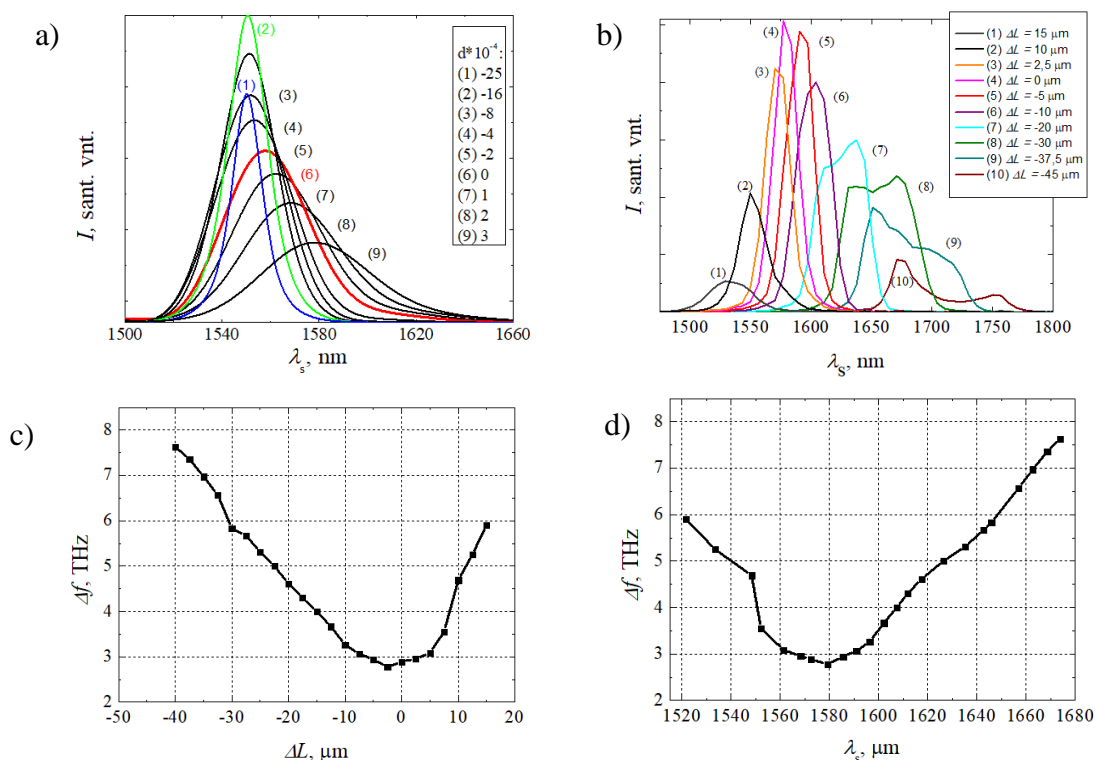 a)
I, sant. vnt.
(2)
(1)
(3)
(4)
(5)
(6)
(7)
(8)
(9)
d*10⁻⁴:
(1) -25
(2) -16
(3) -8
(4) -4
(5) -2
(6) 0
(7) 1
(8) 2
(9) 3
1500 1540 1580 1620 1660
λs, nm
b)
I, sant. vnt.
(4)
(5)
(3)
(6)
(7)
(2)
(8)
(9)
(1)
(10)
(1) ΔL = 15 μm
(2) ΔL = 10 μm
(3) ΔL = 2,5 μm
(4) ΔL = 0 μm
(5) ΔL = -5 μm
(6) ΔL = -10 μm
(7) ΔL = -20 μm
(8) ΔL = -30 μm
(9) ΔL = -37,5 μm
(10) ΔL = -45 μm
1500 1550 1600 1650 1700 1750 1800
λS, nm
c)
Δf, THz
8
7
6
5
4
3
2
-50 -40 -30 -20 -10 0 10 20
ΔL, μm
d)
Δf, THz
8
7
6
5
4
3
2
1520 1540 1560 1580 1600 1620 1640 1660 1680
λs, μm